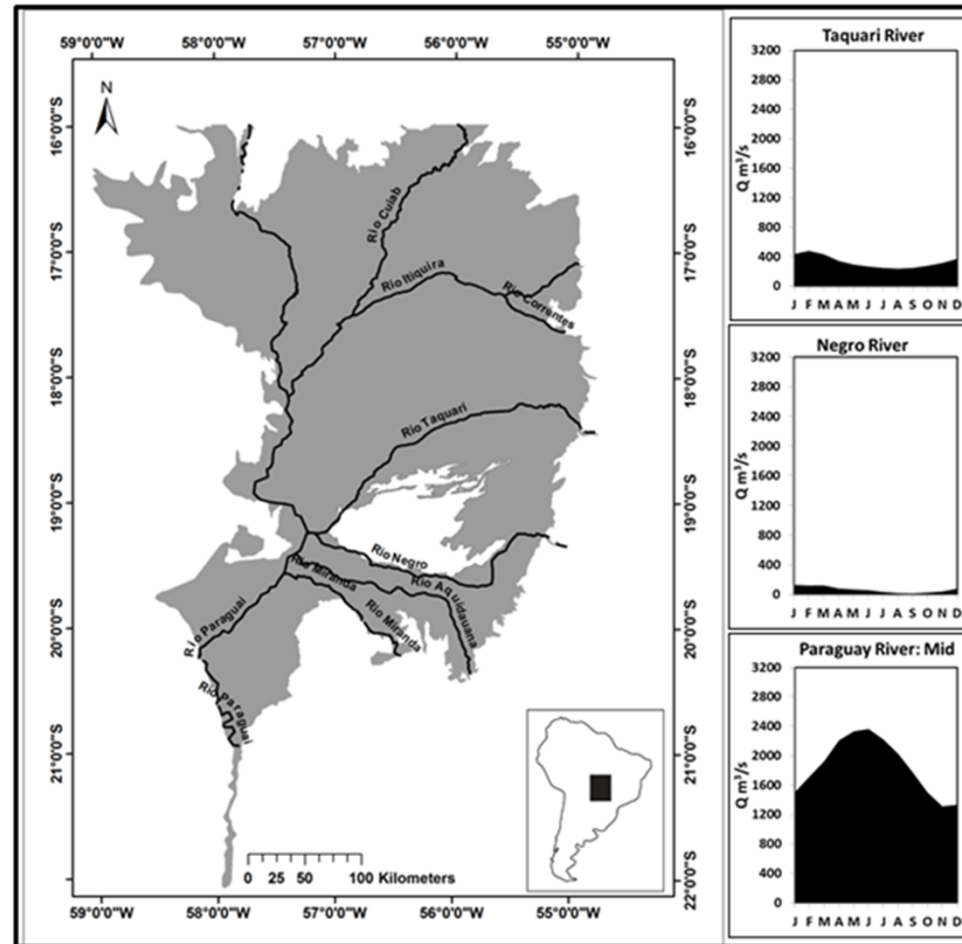 59°0'0"W 58°0'0"W 57°0'0"W 56°0'0"W 55°0'0"W
N
16°0'0"S
17°0'0"S
18°0'0"S
19°0'0"S
20°0'0"S
21°0'0"S
16°0'0"S
17°0'0"S
18°0'0"S
19°0'0"S
20°0'0"S
21°0'0"S
22°0'0"S
Rio Cuiab
Rio Itiquira
Rio Correntes
Rio Taquari
Rio Negro
Rio Miranda
Rio Aquidauana
Rio Miranda
Rio Paraguai
Rio Paraguai
0 25 50 100 Kilometers
59°0'0"W 58°0'0"W 57°0'0"W 56°0'0"W 55°0'0"W
Taquari River
Q m³/s
3200
2800
2400
2000
1600
1200
800
400
0
J F M A M J J A S O N D
Negro River
Q m³/s
3200
2800
2400
2000
1600
1200
800
400
0
J F M A M J J A S O N D
Paraguay River: Mid
Q m³/s
3200
2800
2400
2000
1600
1200
800
400
0
J F M A M J J A S O N D